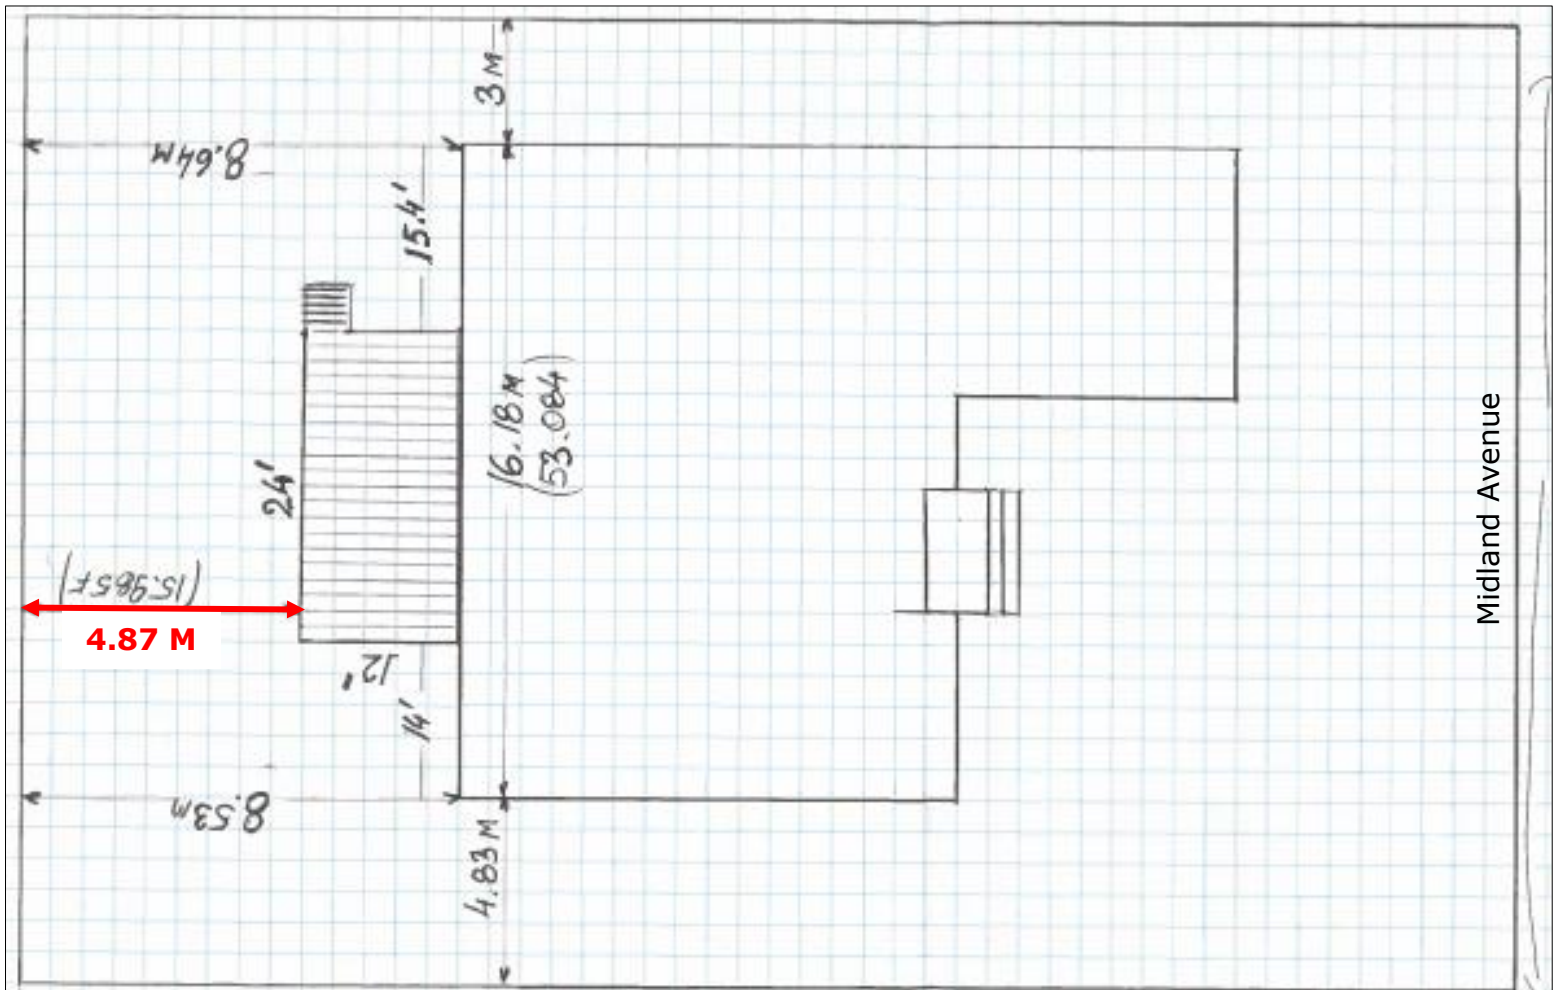 3 M
8.64M
15.4'
16.18 M
(53.084)
24'
(15.985F)
4.87 M
12'
14'
8.53m
4.83 M
Midland Avenue